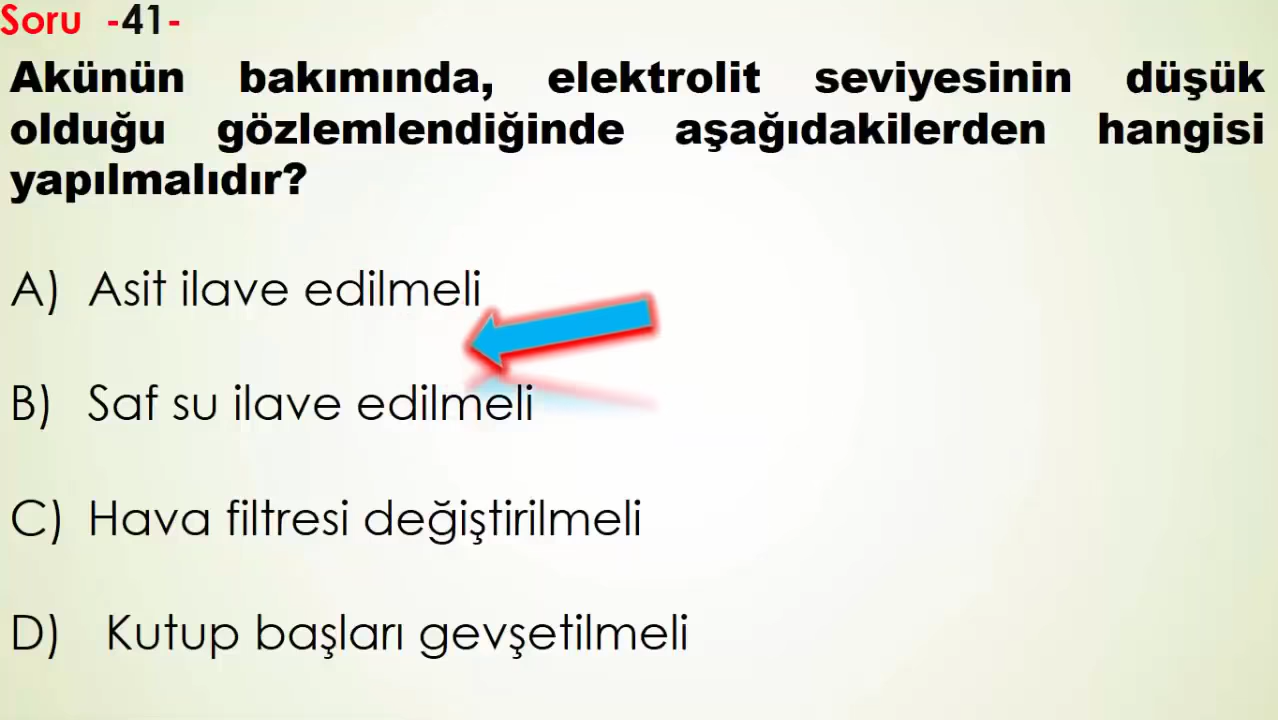 Soru -41-
Akünün bakımında, elektrolit seviyesinin düşük
olduğu gözlemlendiğinde aşağıdakilerden hangisi
yapılmalıdır?
A) Asit ilave edilmeli
B) Saf su ilave edilmeli
C) Hava filtresi değiştirilmeli
D) Kutup başları gevşetilmeli